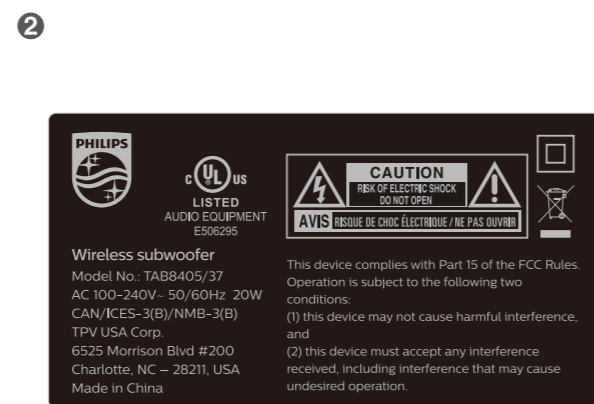 2
PHILIPS
c UL US
LISTED
AUDIO EQUIPMENT
E506295
CAUTION
RISK OF ELECTRIC SHOCK
DO NOT OPEN
AVIS RISQUE DE CHOC ÉLECTRIQUE / NE PAS OUVRIR
Wireless subwoofer
Model No.: TAB8405/37
AC 100-240V~ 50/60Hz 20W
CAN/ICES-3(B)/NMB-3(B)
TPV USA Corp.
6525 Morrison Blvd #200
Charlotte, NC – 28211, USA
Made in China
This device complies with Part 15 of the FCC Rules.
Operation is subject to the following two
conditions:
(1) this device may not cause harmful interference,
and
(2) this device must accept any interference
received, including interference that may cause
undesired operation.